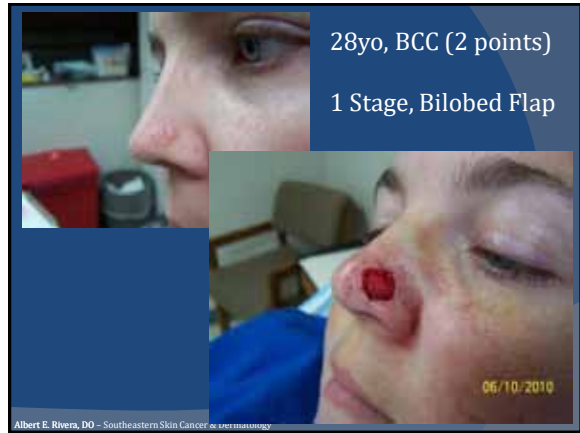 28yo, BCC (2 points)
1 Stage, Bilobed Flap
06/10/2010
Albert E. Rivera, DO – Southeastern Skin Cancer & Dermatology